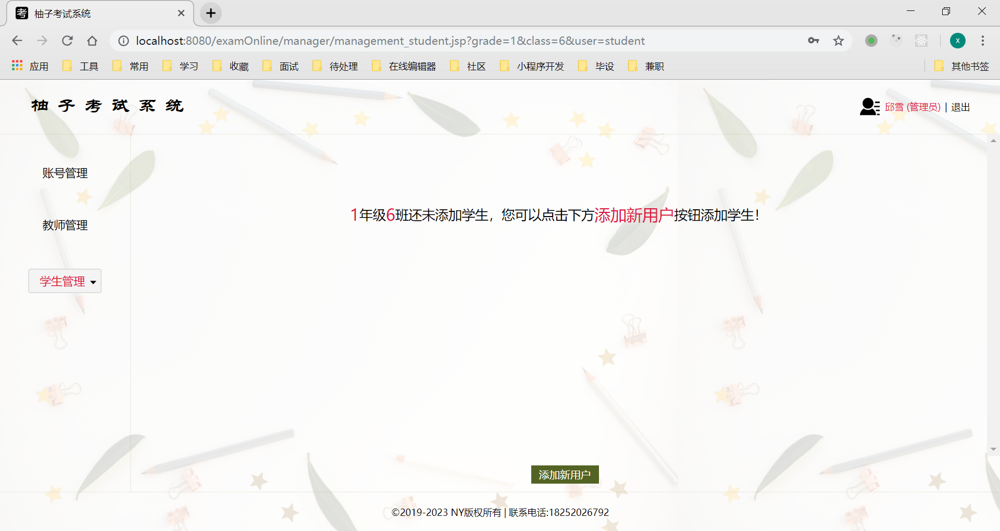 考 柚子考试系统
localhost:8080/examOnline/manager/management_student.jsp?grade=1&class=6&user=student
x
应用 工具 常用 学习 收藏 面试 待处理 在线编辑器 社区 小程序开发 毕设 兼职 其他书签
柚子考试系统
邱雪 (管理员) | 退出
账号管理
教师管理
学生管理
1年级6班还未添加学生，您可以点击下方添加新用户按钮添加学生！
添加新用户
©2019-2023 NY版权所有 | 联系电话:18252026792